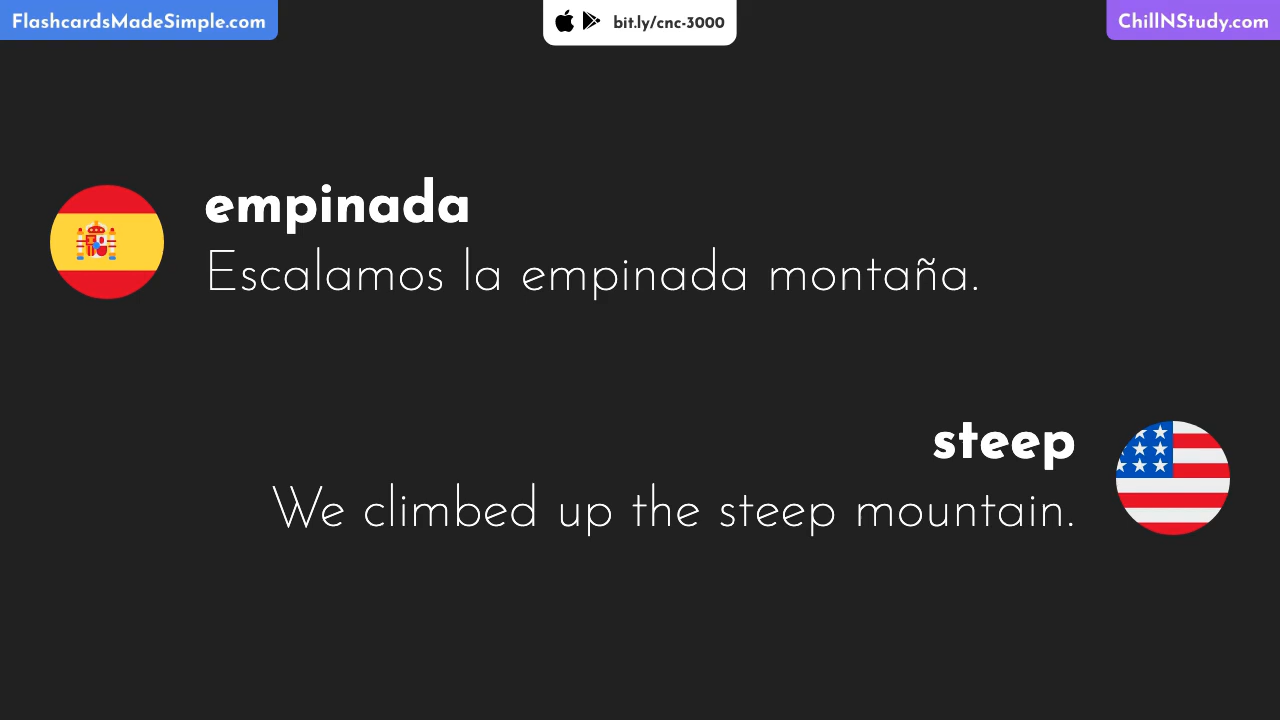 FlashcardsMadeSimple.com
bit.ly/cnc-3000
ChillNStudy.com
empinada
Escalamos la empinada montaña.
steep
We climbed up the steep mountain.